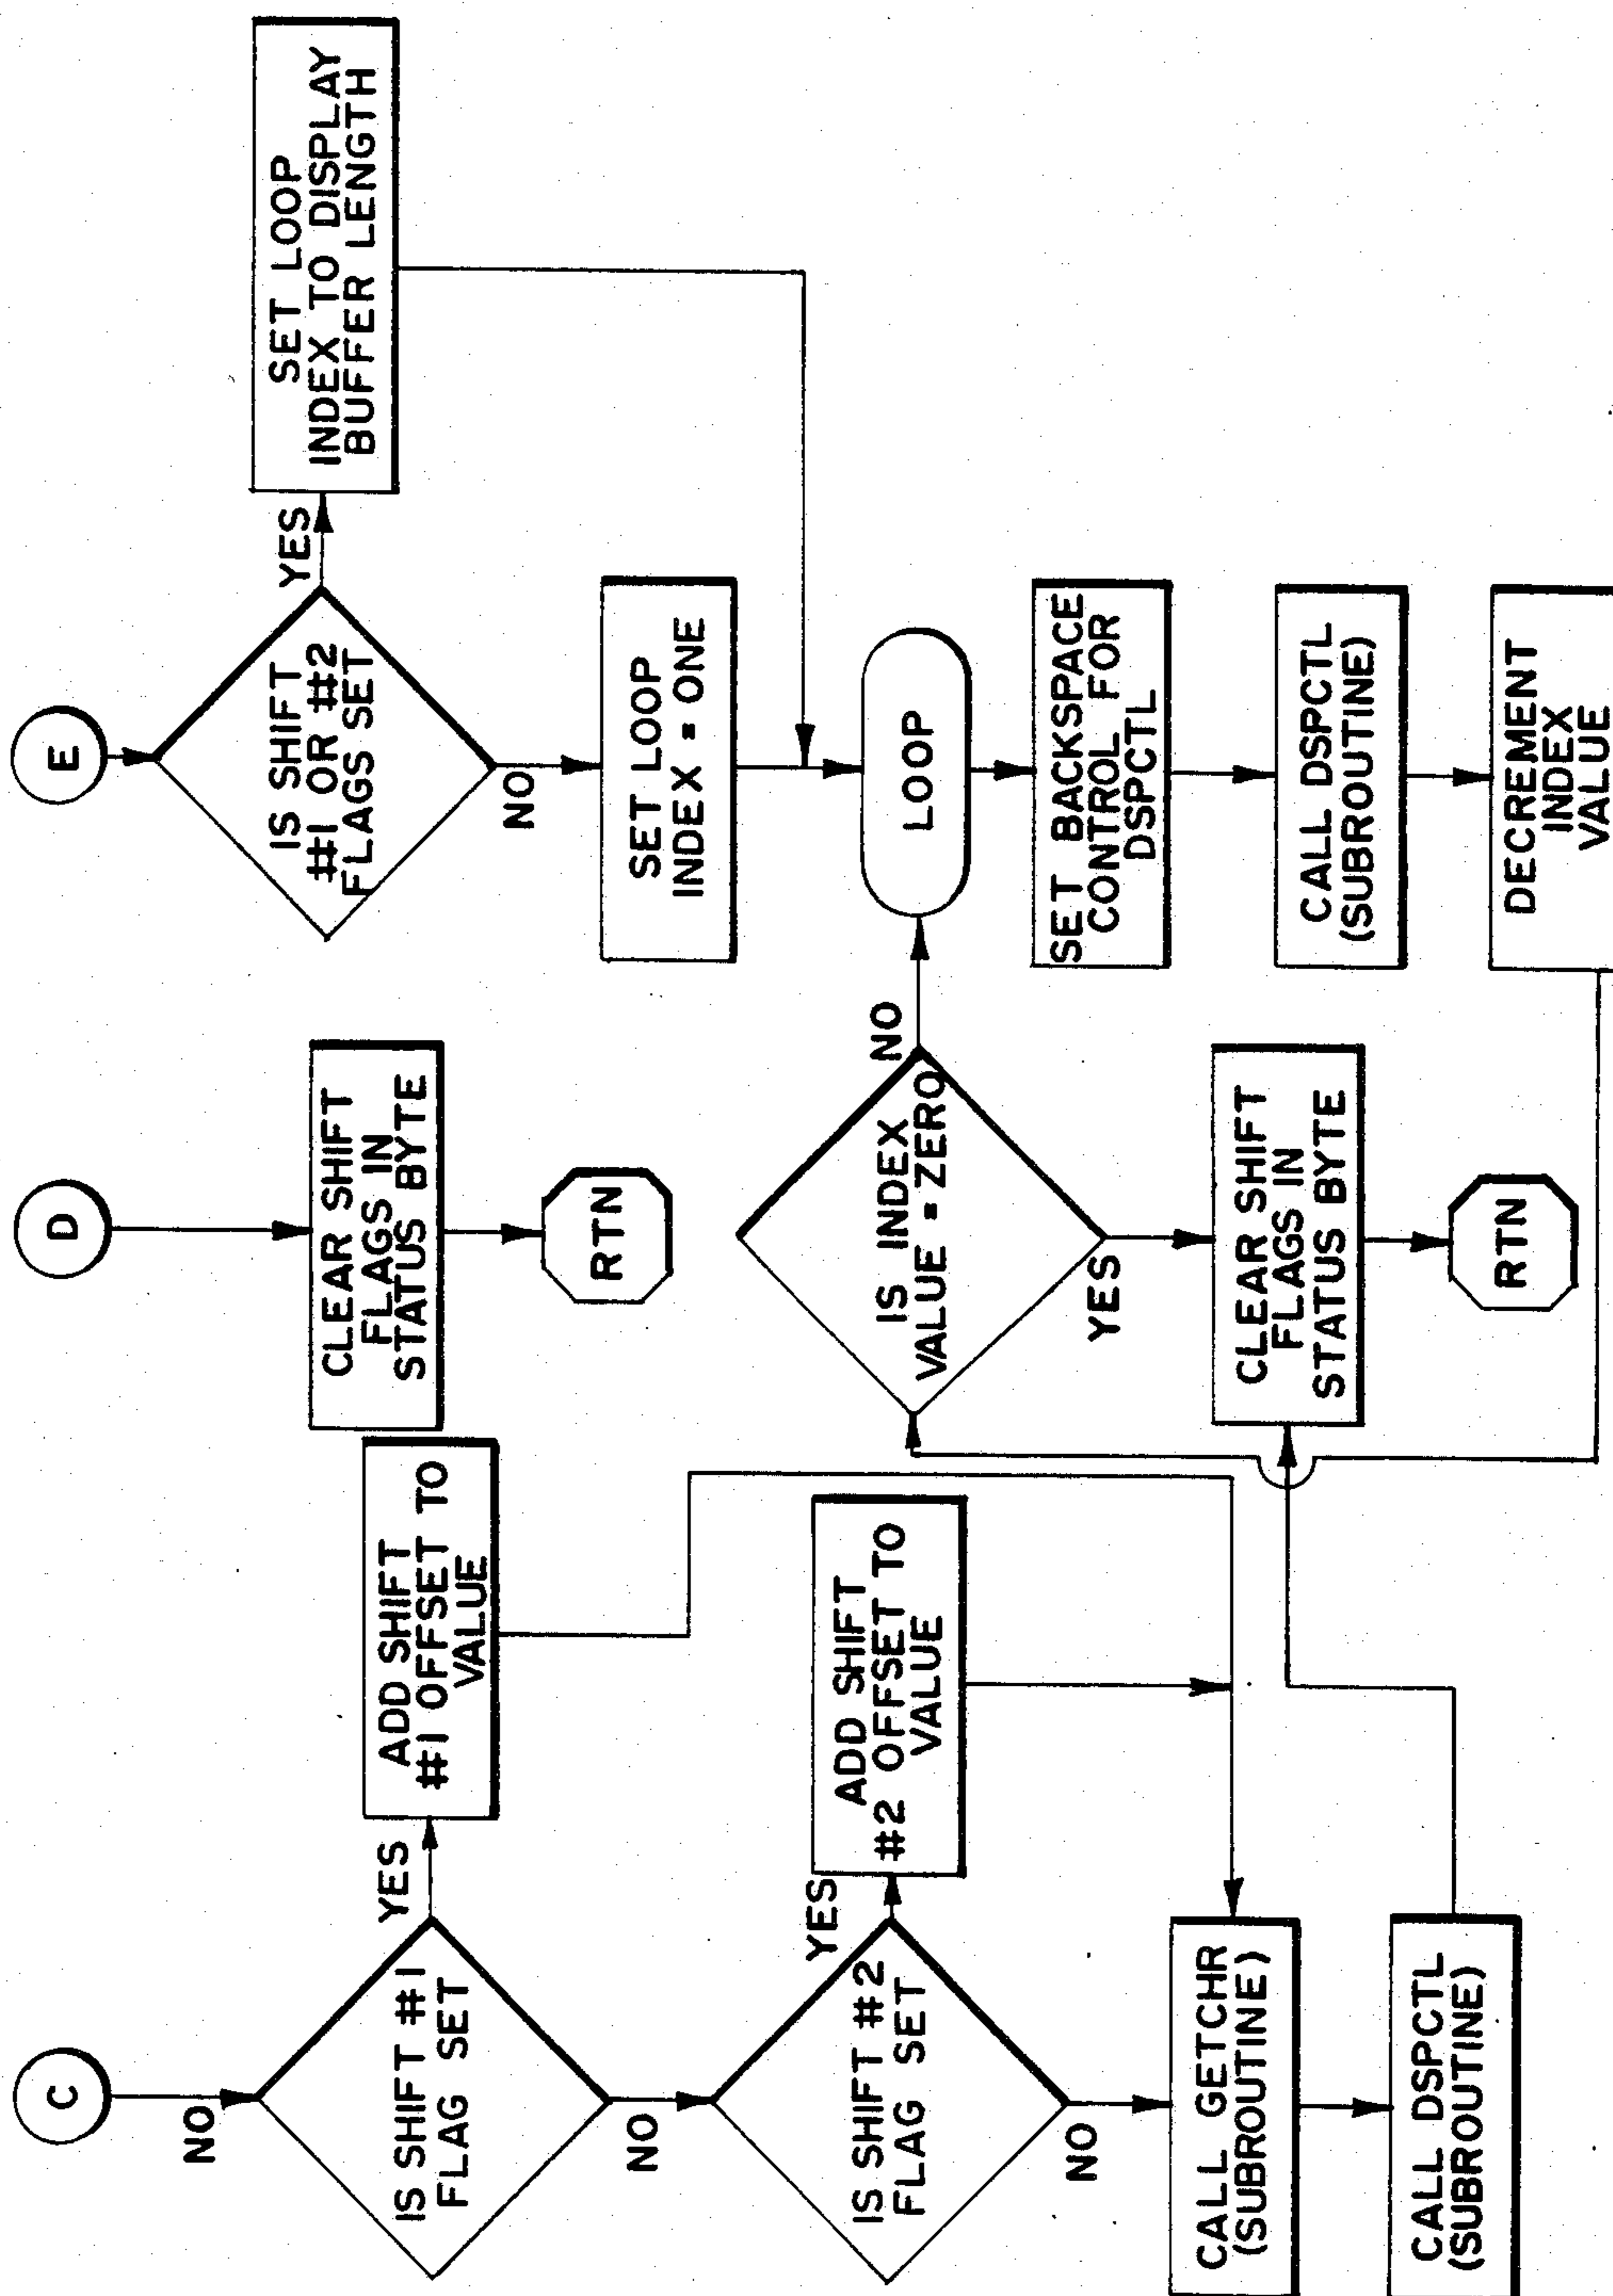 C
NO
IS SHIFT #1
FLAG SET
YES
ADD SHIFT
#1 OFFSET TO
VALUE
NO
IS SHIFT #2
FLAG SET
YES
ADD SHIFT
#2 OFFSET TO
VALUE
NO
CALL GETCHR
(SUBROUTINE)
CALL DSPCTL
(SUBROUTINE)
D
CLEAR SHIFT
FLAGS IN
STATUS BYTE
RTN
IS INDEX
VALUE = ZERO
NO
YES
CLEAR SHIFT
FLAGS IN
STATUS BYTE
RTN
E
IS SHIFT
#1 OR #2
FLAGS SET
YES
SET LOOP
INDEX TO DISPLAY
BUFFER LENGTH
NO
SET LOOP
INDEX = ONE
LOOP
SET BACKSPACE
CONTROL FOR
DSPCTL
CALL DSPCTL
(SUBROUTINE)
DECREMENT
INDEX
VALUE